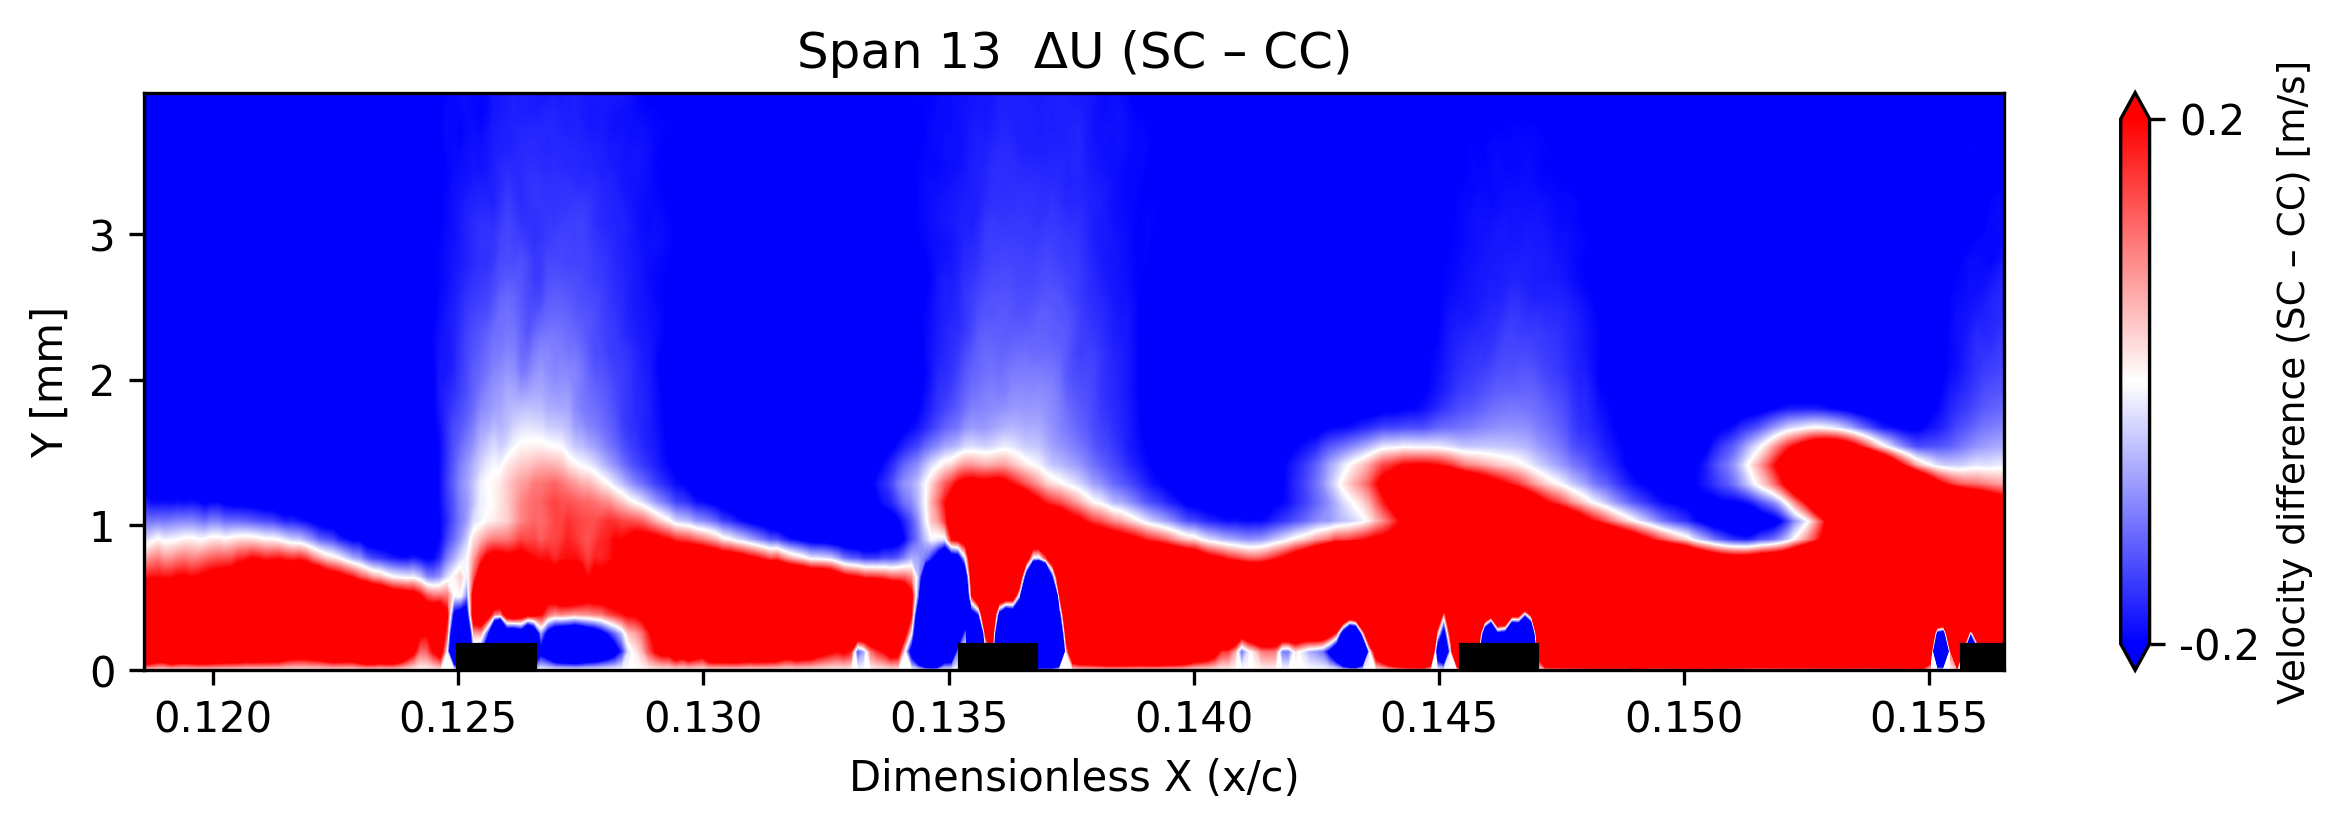 Span 13  ΔU (SC – CC)
3
2
1
0
Y [mm]
0.120 0.125 0.130 0.135 0.140 0.145 0.150 0.155
Dimensionless X (x/c)
0.2
-0.2
Velocity difference (SC – CC) [m/s]